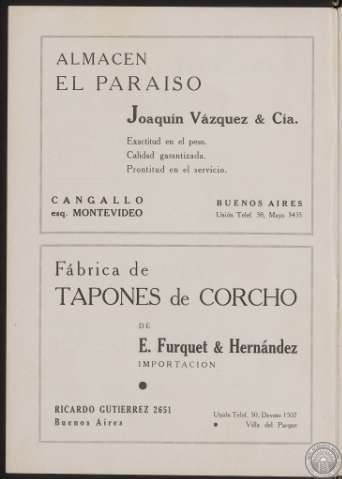 ALMACEN
EL PARAISO
Joaquín Vázquez & Cía.
Exactitud en el peso.
Calidad garantizada.
Prontitud en el servicio.
CANGALLO
esq. MONTEVIDEO
BUENOS AIRES
Unión Telef. 38, Mayo 3435
Fábrica de
TAPONES de CORCHO
DE
E. Furquet & Hernández
IMPORTACION
RICARDO GUTIERREZ 2651
Buenos Aires
Unión Telef. 50, Devoto 1507
Villa del Parque